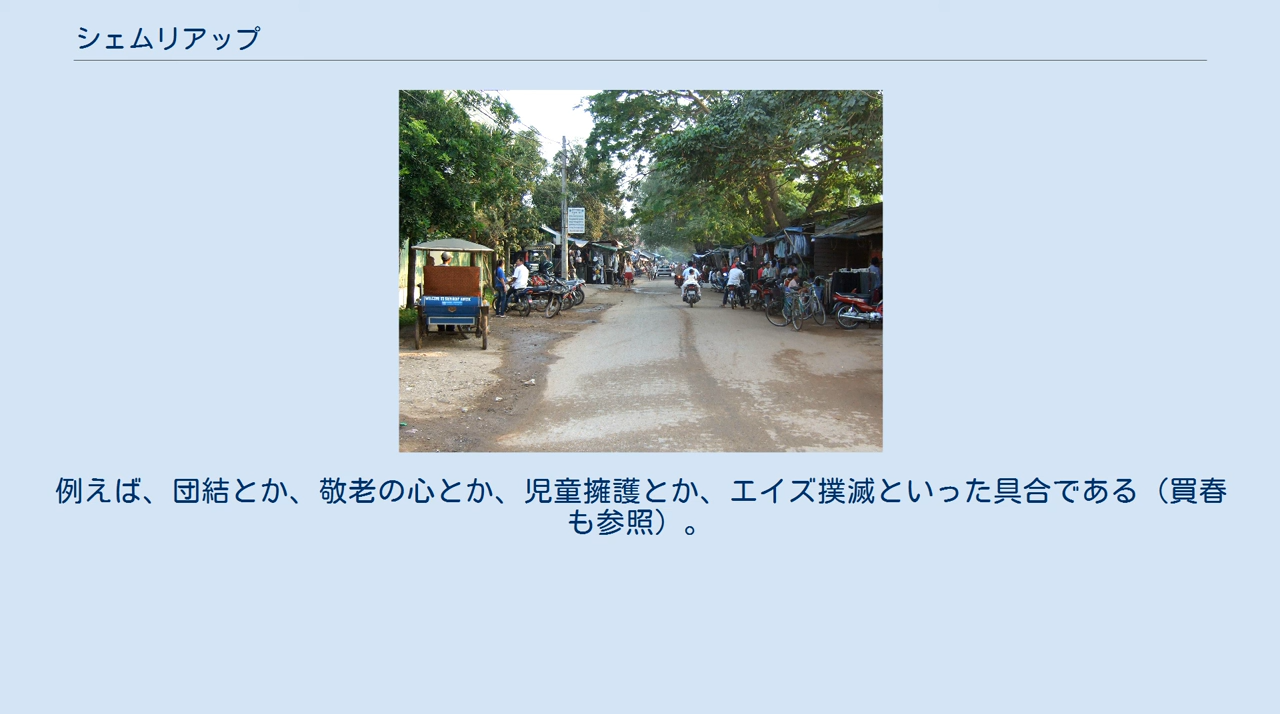 シェムリアップ
例えば、団結とか、敬老の心とか、児童擁護とか、エイズ撲滅といった具合である（買春
も参照）。